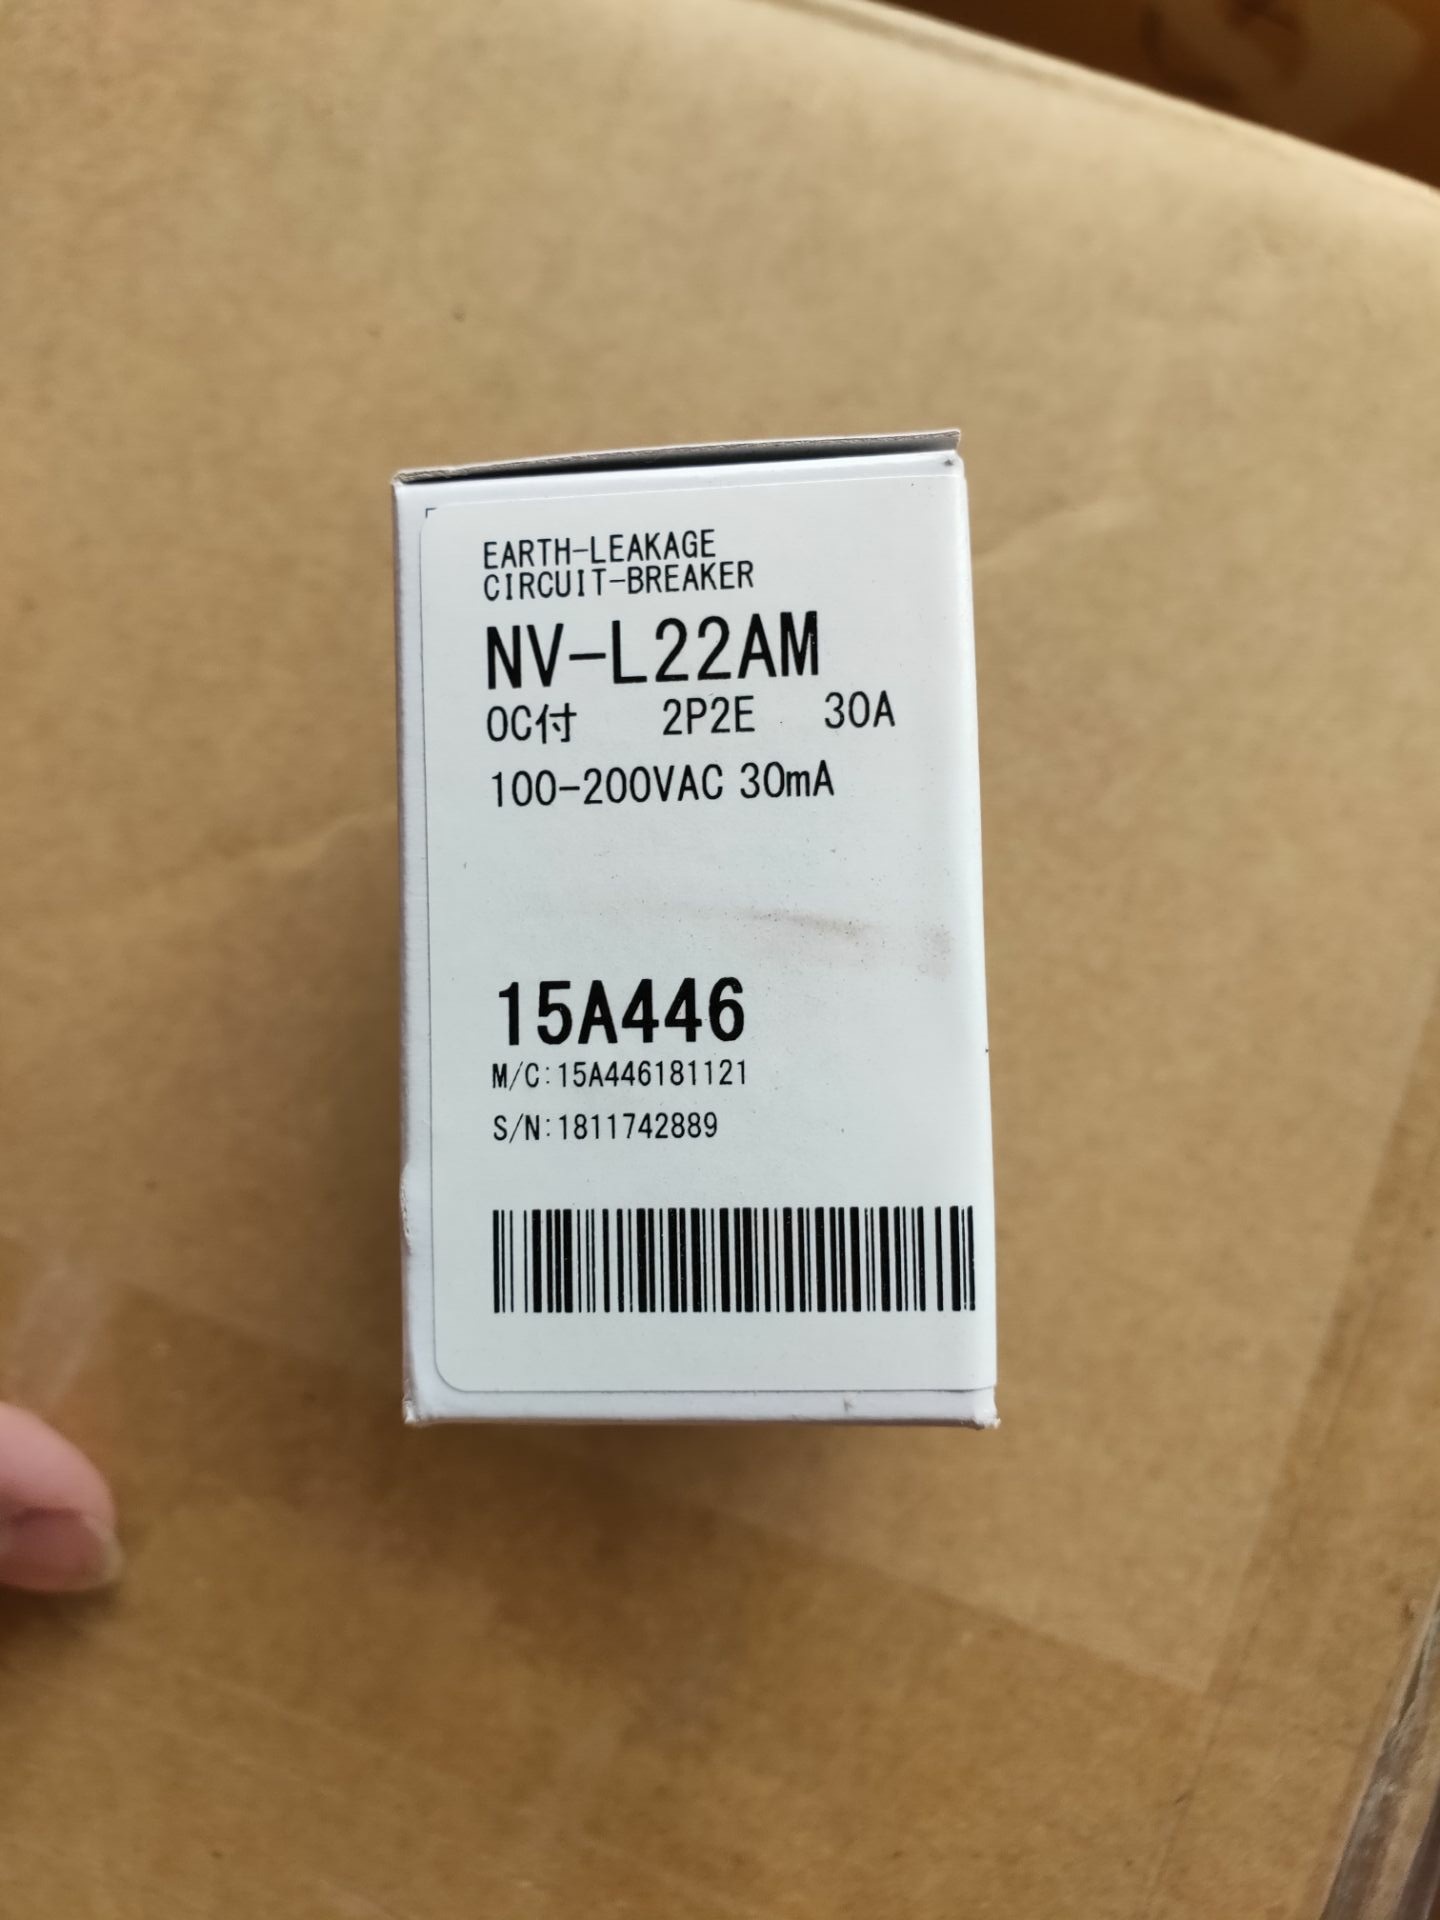 EARTH-LEAKAGE
CIRCUIT-BREAKER
NV-L22AM
OC付 2P2E 30A
100-200VAC 30mA
15A446
M/C:15A446181121
S/N:1811742889